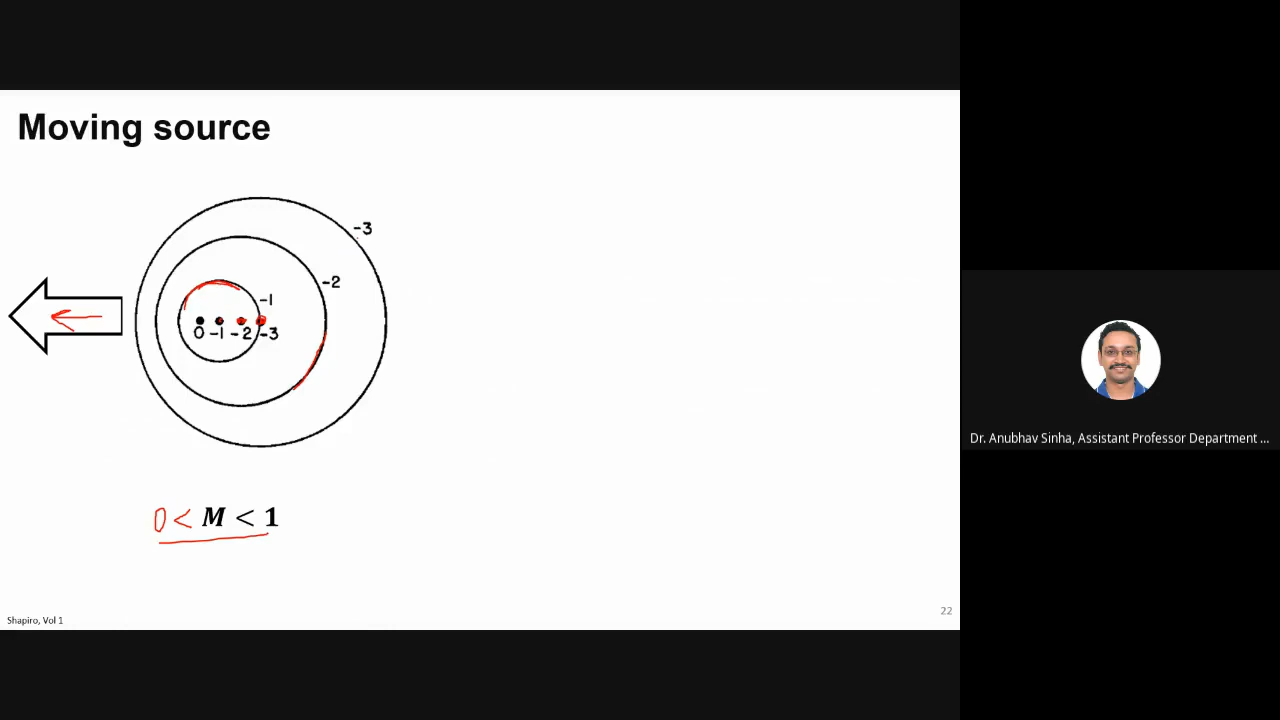 Moving source
-3
-2
-1
0 -1 -2 -3
0 < M < 1
Shapiro, Vol 1
22
Dr. Anubhav Sinha, Assistant Professor Department ...